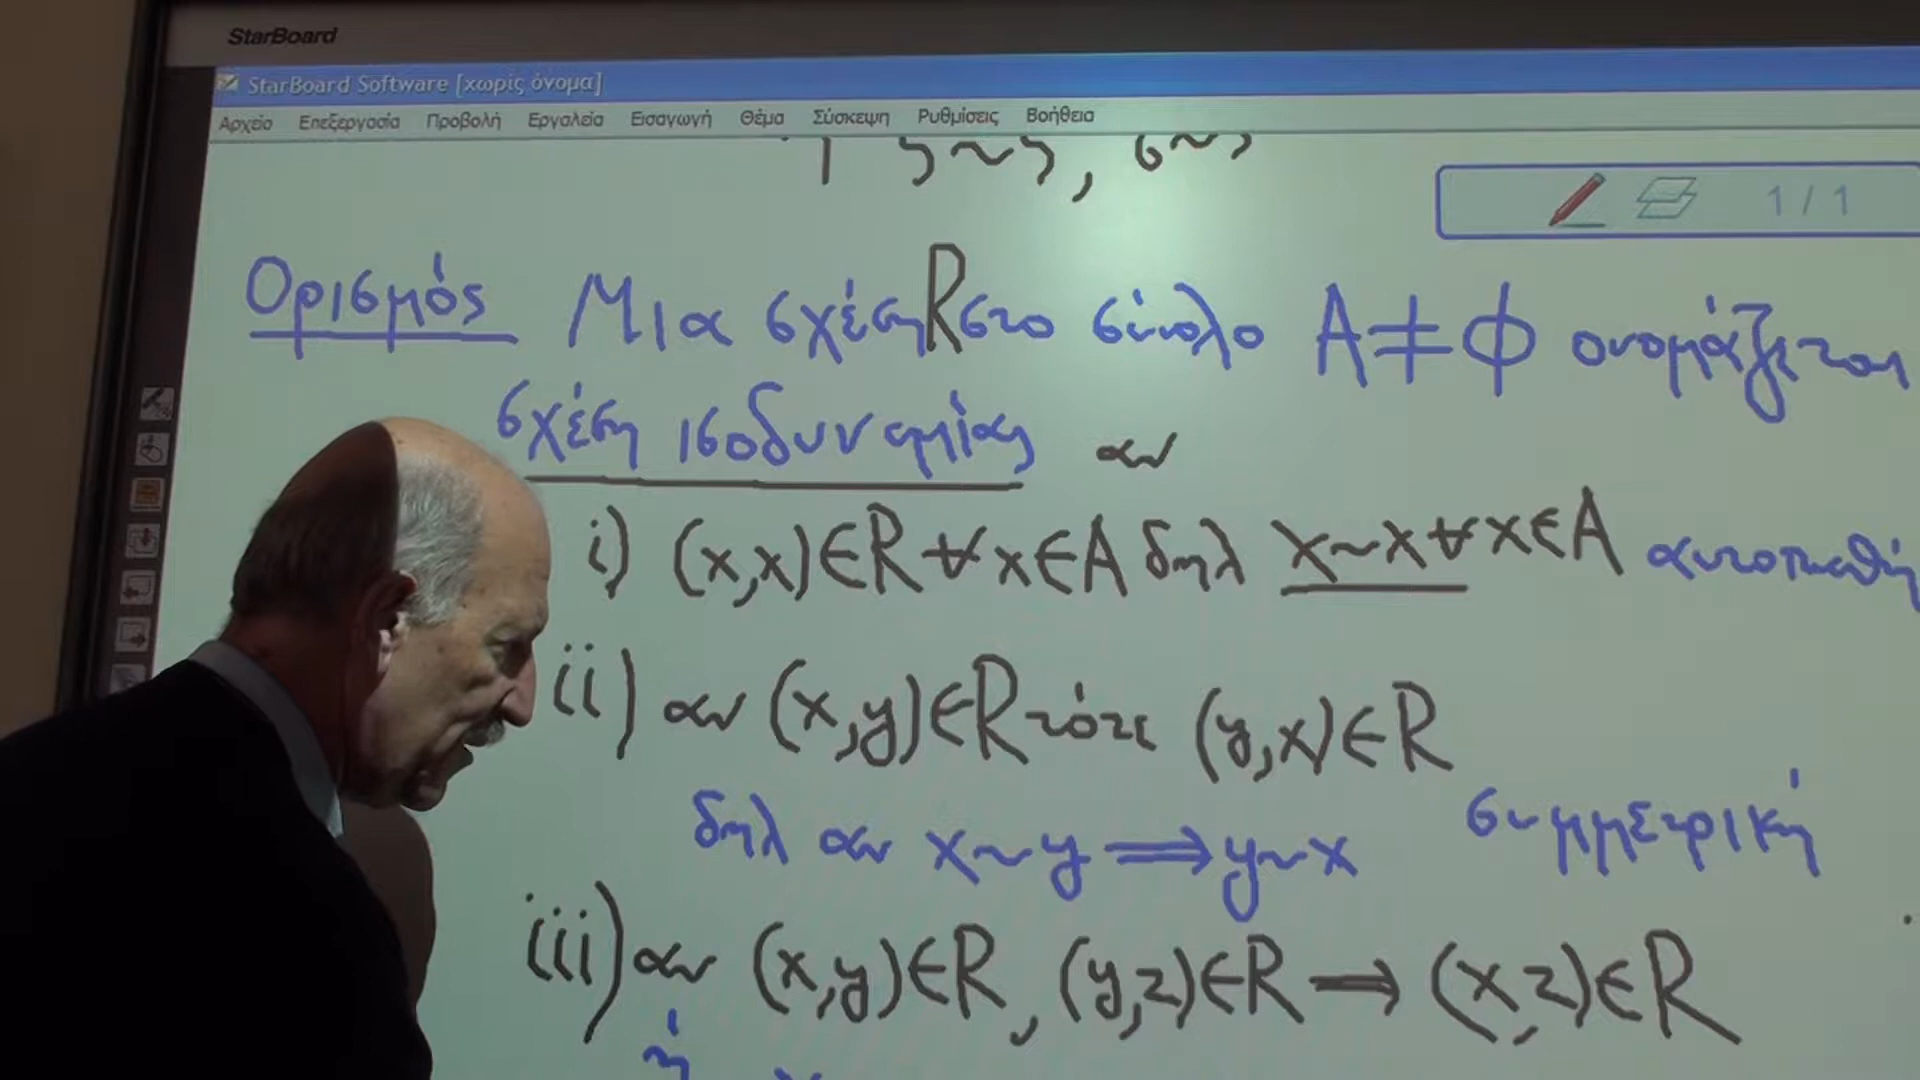 StarBoard
StarBoard Software [χωρίς όνομα]
Αρχείο Επεξεργασία Προβολή Εργαλεία Εισαγωγή Θέμα Σύσκεψη Ρυθμίσεις Βοήθεια
1 / 1
Ορισμός Μια σχέση R στο σύνολο A≠Φ ονομάζεται
σχέση ισοδυναμίας αν
i) (x,x)∈R ∀ x∈A δηλ x~x ∀ x∈A αυτοπαθή
ii) αν (x,y)∈R τότε (y,x)∈R
δηλ αν x~y ⟹ y~x συμμετρική
iii) αν (x,y)∈R, (y,z)∈R ⟹ (x,z)∈R
ή